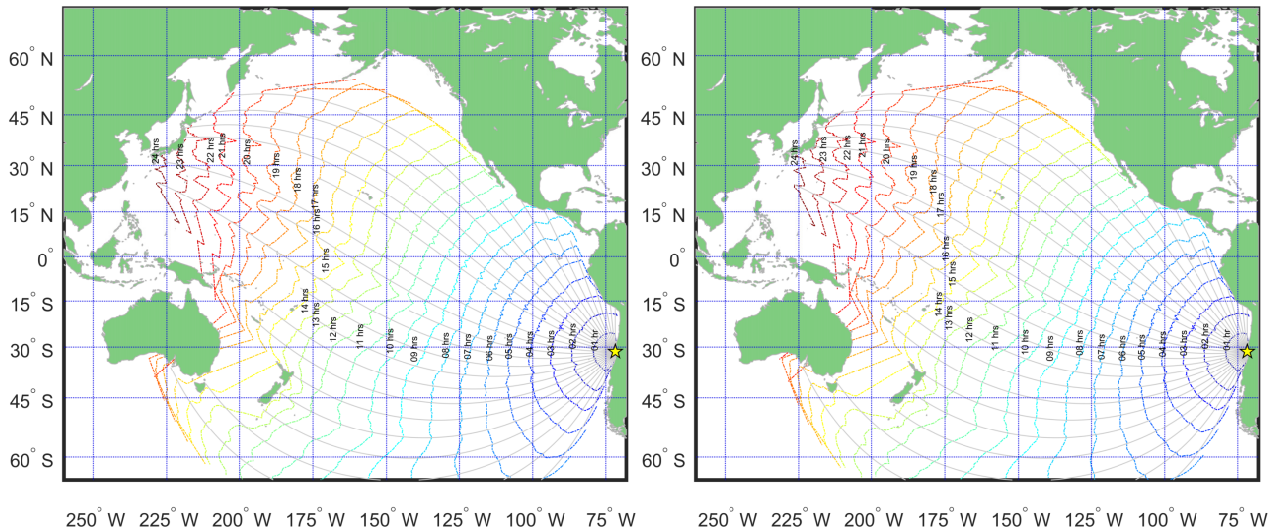 60° N
45° N
30° N
15° N
0°
15° S
30° S
45° S
60° S
250° W 225° W 200° W 175° W 150° W 125° W 100° W 75° W
24 hrs
23 hrs
22 hrs
21 hrs
20 hrs
19 hrs
18 hrs
17 hrs
16 hrs
15 hrs
14 hrs
13 hrs
12 hrs
11 hrs
10 hrs
09 hrs
08 hrs
07 hrs
06 hrs
05 hrs
04 hrs
03 hrs
02 hrs
01 hr
60° N
45° N
30° N
15° N
0°
15° S
30° S
45° S
60° S
250° W 225° W 200° W 175° W 150° W 125° W 100° W 75° W
24 hrs
23 hrs
22 hrs
21 hrs
20 hrs
19 hrs
18 hrs
17 hrs
16 hrs
15 hrs
14 hrs
13 hrs
12 hrs
11 hrs
10 hrs
09 hrs
08 hrs
07 hrs
06 hrs
05 hrs
04 hrs
03 hrs
02 hrs
01 hr